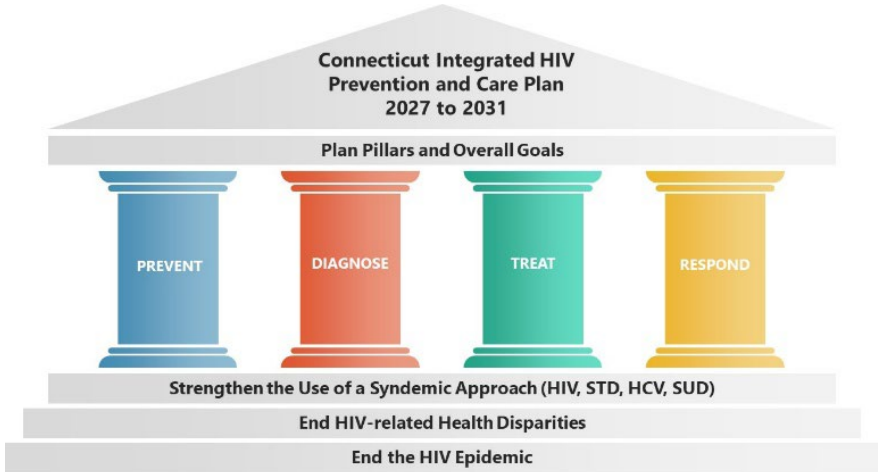 Connecticut Integrated HIV
Prevention and Care Plan
2027 to 2031
Plan Pillars and Overall Goals
PREVENT
DIAGNOSE
TREAT
RESPOND
Strengthen the Use of a Syndemic Approach (HIV, STD, HCV, SUD)
End HIV-related Health Disparities
End the HIV Epidemic